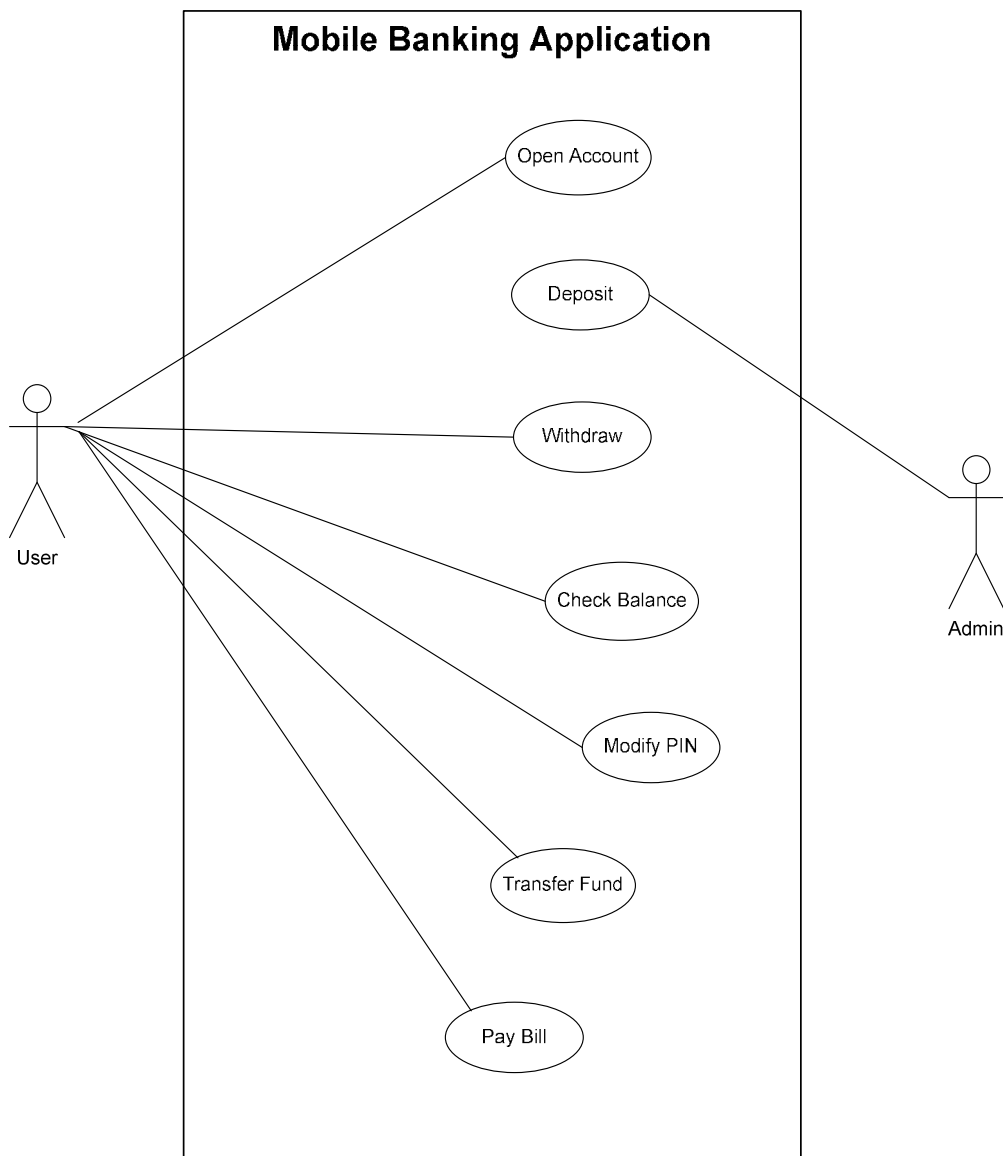 Mobile Banking Application
Open Account
Deposit
Withdraw
User
Check Balance
Admin
Modify PIN
Transfer Fund
Pay Bill